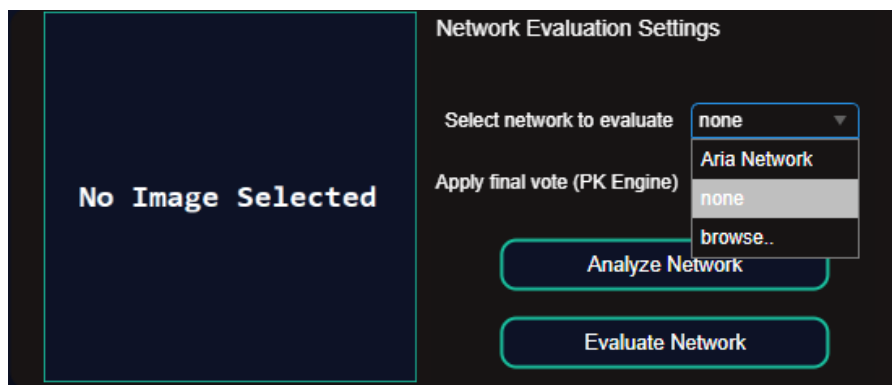 Network Evaluation Settings
Select network to evaluate none
Aria Network
Apply final vote (PK Engine)
none
No Image Selected
browse..
Analyze Network
Evaluate Network